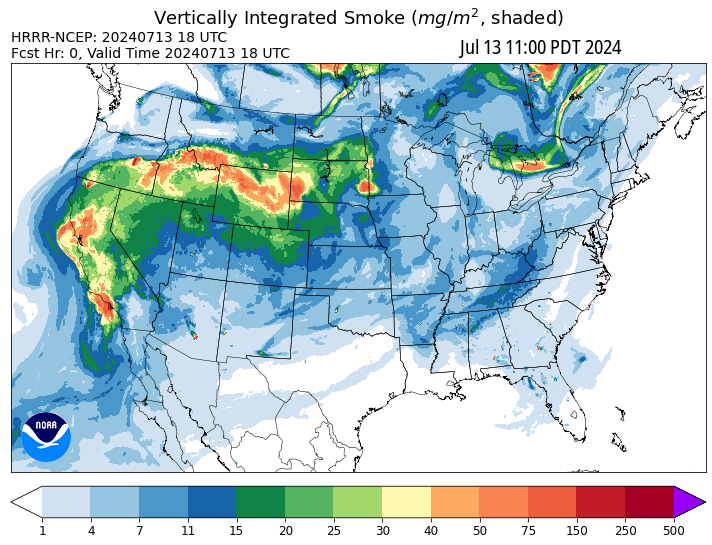 Vertically Integrated Smoke (mg/m², shaded)
HRRR-NCEP: 20240713 18 UTC
Fcst Hr: 0, Valid Time 20240713 18 UTC
Jul 13 11:00 PDT 2024
NOAA
1 4 7 11 15 20 25 30 40 50 75 150 250 500